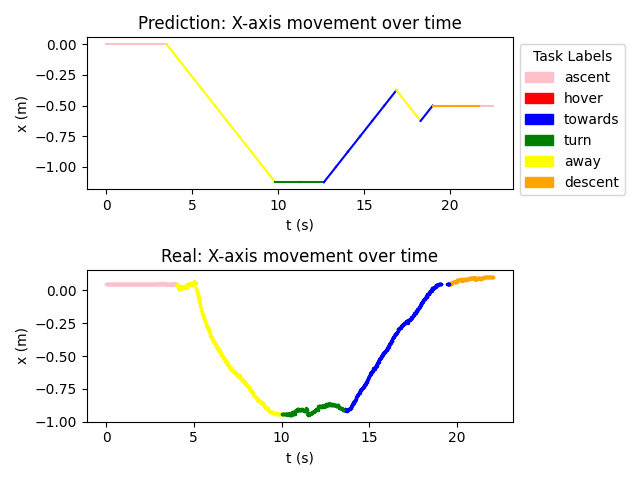 Prediction: X-axis movement over time
0.00
−0.25
−0.50
−0.75
−1.00
x (m)
0
5
10
15
20
t (s)
Task Labels
ascent
hover
towards
turn
away
descent
Real: X-axis movement over time
0.00
−0.25
−0.50
−0.75
−1.00
x (m)
0
5
10
15
20
t (s)